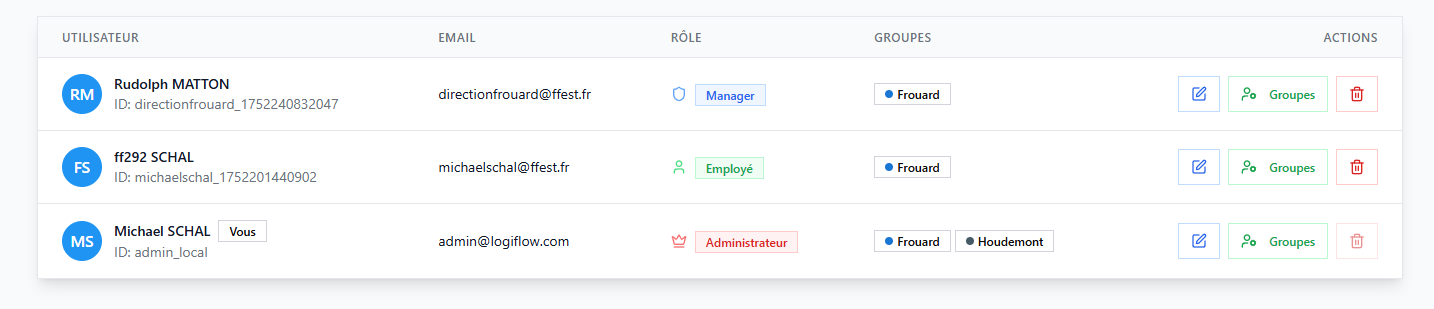 UTILISATEUR EMAIL RÔLE GROUPES ACTIONS
RM Rudolph MATTON
ID: directionfrouard_1752240832047
directionfrouard@ffest.fr Manager Frouard Groupes
FS ff292 SCHAL
ID: michaelschal_1752201440902
michaelschal@ffest.fr Employé Frouard Groupes
MS Michael SCHAL Vous
ID: admin_local
admin@logiflow.com Administrateur Frouard Houdemont Groupes